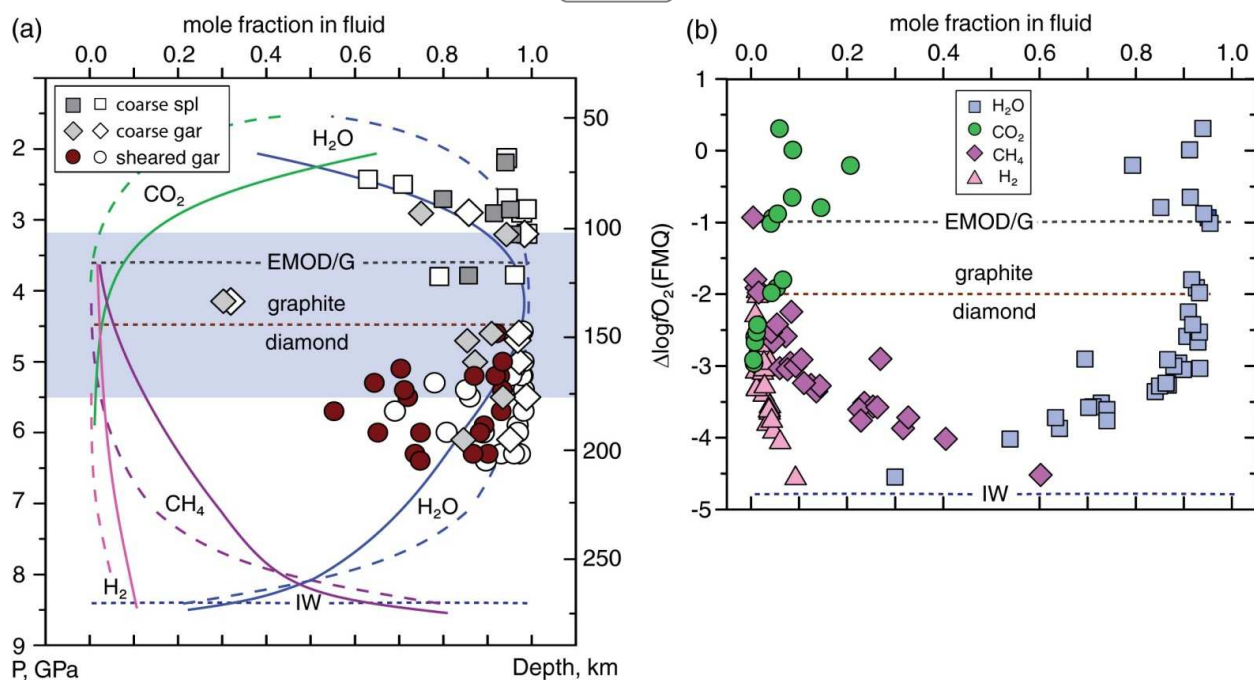 (a)
mole fraction in fluid
0.0 0.2 0.4 0.6 0.8 1.0
coarse spl
coarse gar
sheared gar
H₂O
CO₂
EMOD/G
graphite
diamond
CH₄
H₂O
H₂
IW
2
3
4
5
6
7
8
9
50
100
150
200
250
P, GPa
Depth, km
(b)
mole fraction in fluid
0.0 0.2 0.4 0.6 0.8 1.0
H₂O
CO₂
CH₄
H₂
EMOD/G
graphite
diamond
IW
1
0
-1
-2
-3
-4
-5
ΔlogfO₂(FMQ)